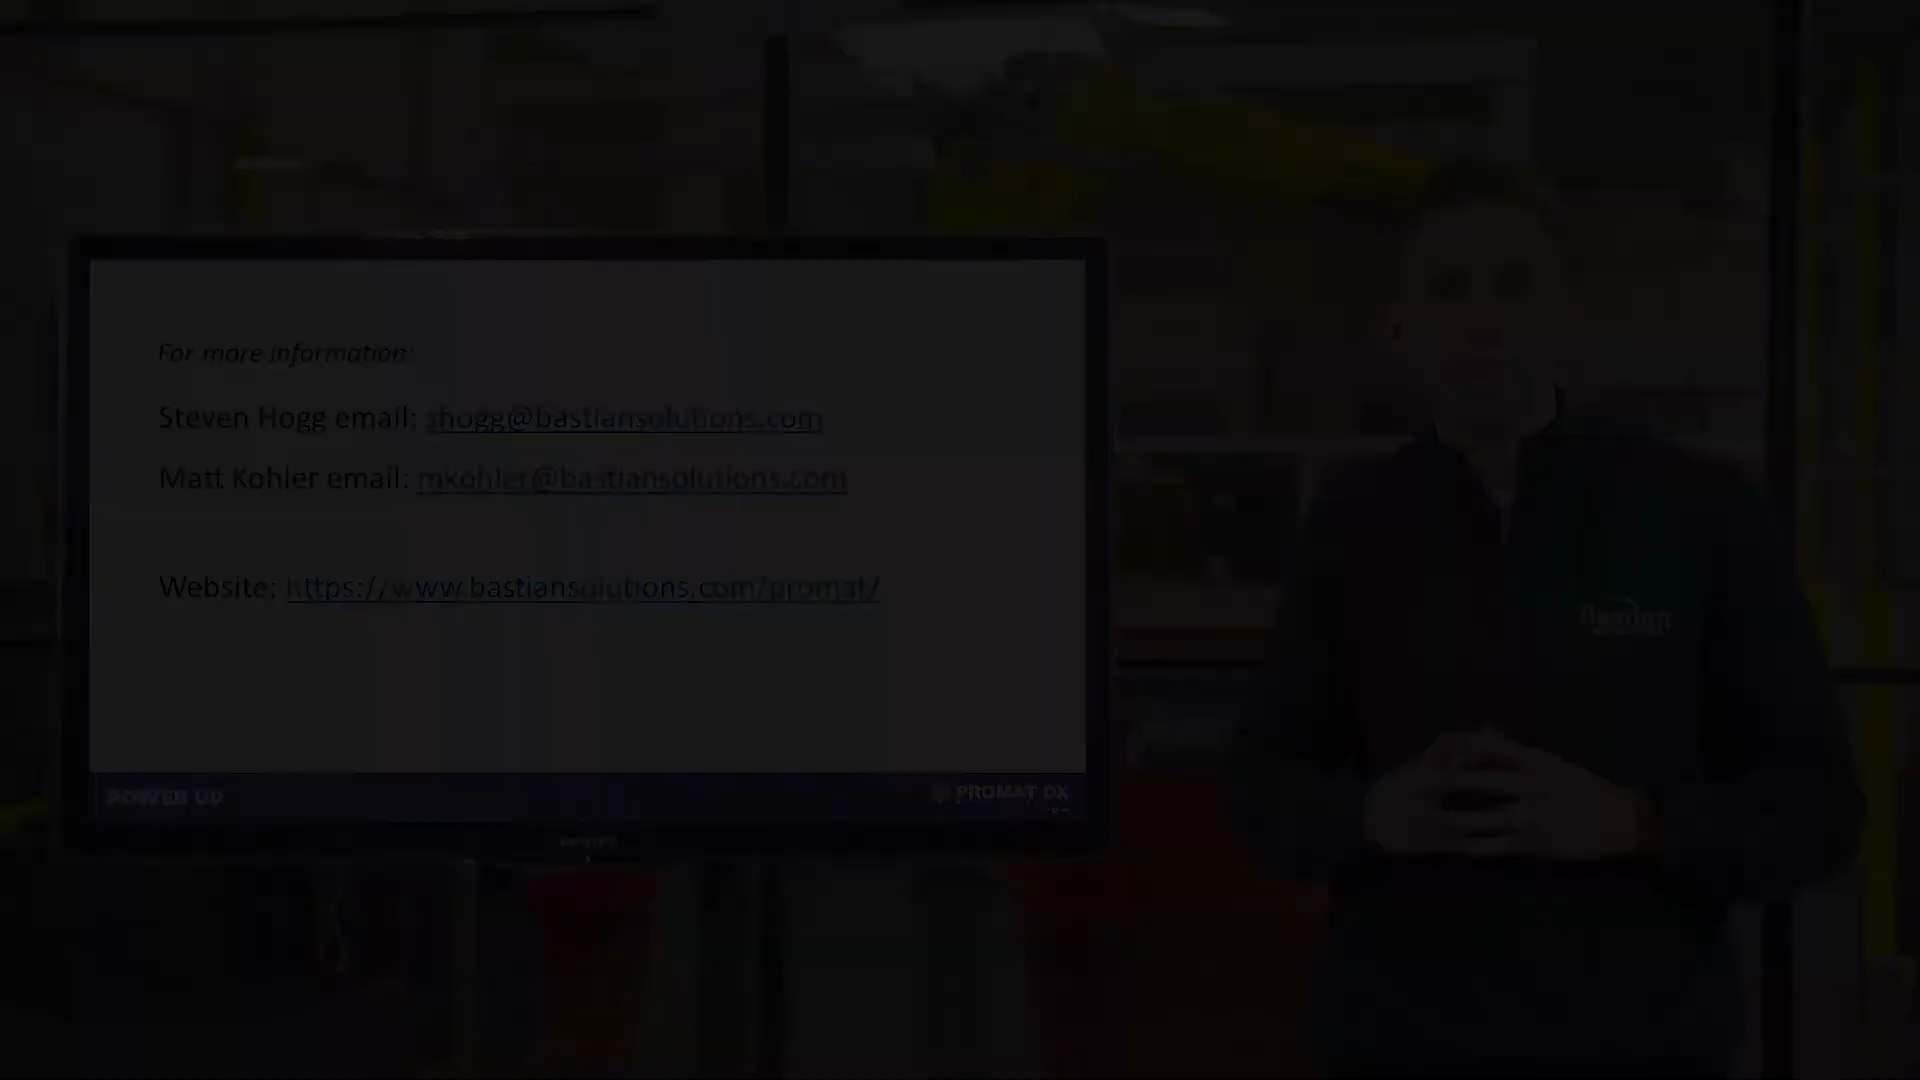 For more information:
Steven Hogg email: shogg@bastiansolutions.com
Matt Kohler email: mkohler@bastiansolutions.com
Website: https://www.bastiansolutions.com/promat/
POWER UP
PROMAT DX